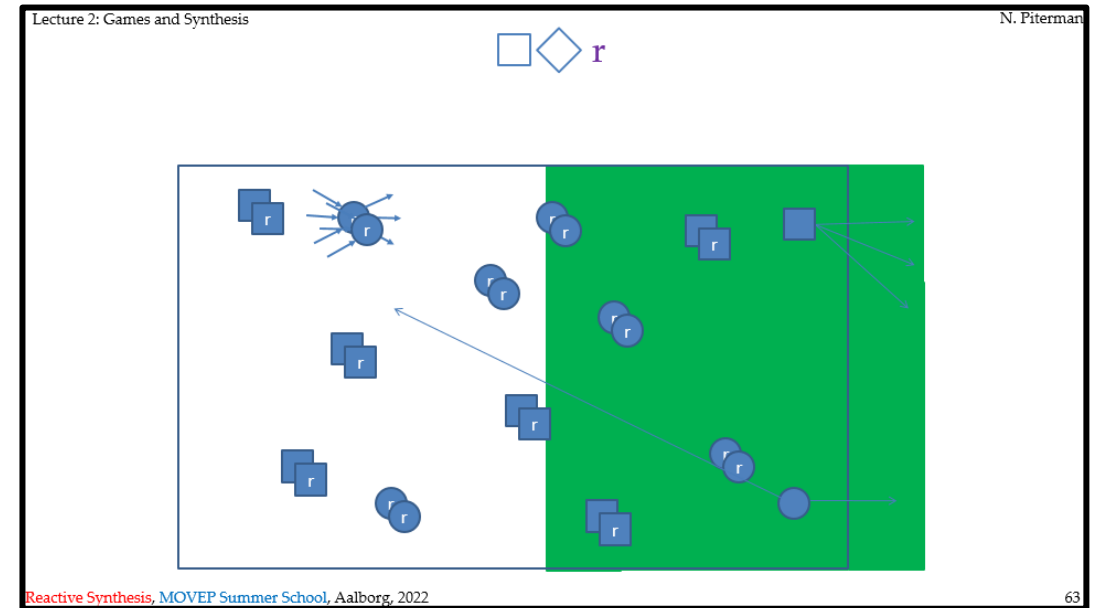 Lecture 2: Games and Synthesis
N. Piterman
□◇ r
r
r
r
r
r
r
r
r
r
r
r
r
Reactive Synthesis, MOVEP Summer School, Aalborg, 2022
63